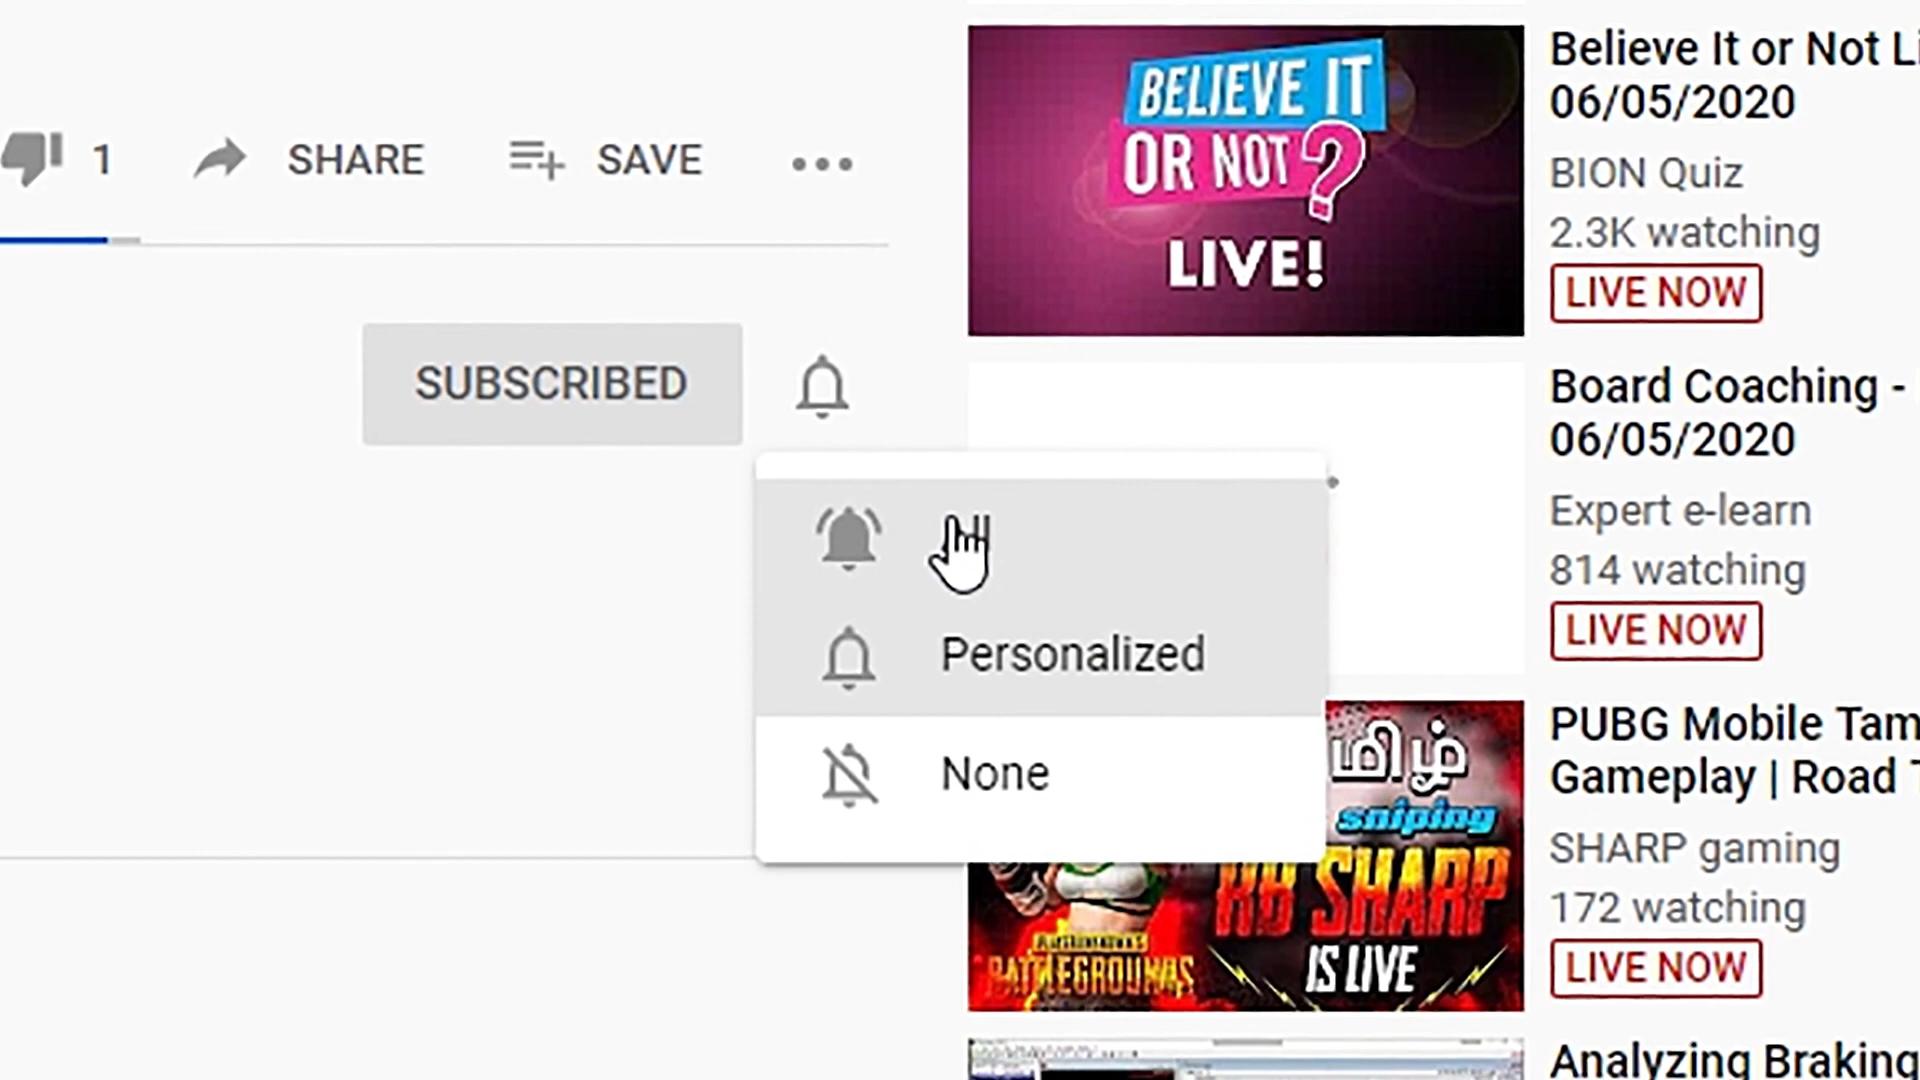 1 SHARE SAVE
SUBSCRIBED
Personalized
None
BELIEVE IT
OR NOT?
LIVE!
Believe It or Not Li
06/05/2020
BION Quiz
2.3K watching
LIVE NOW
Board Coaching -
06/05/2020
Expert e-learn
814 watching
LIVE NOW
மிழ்
sniping
RB SHARP
IS LIVE
BATTLEGROUNDS
PUBG Mobile Tam
Gameplay | Road T
SHARP gaming
172 watching
LIVE NOW
Analyzing Braking